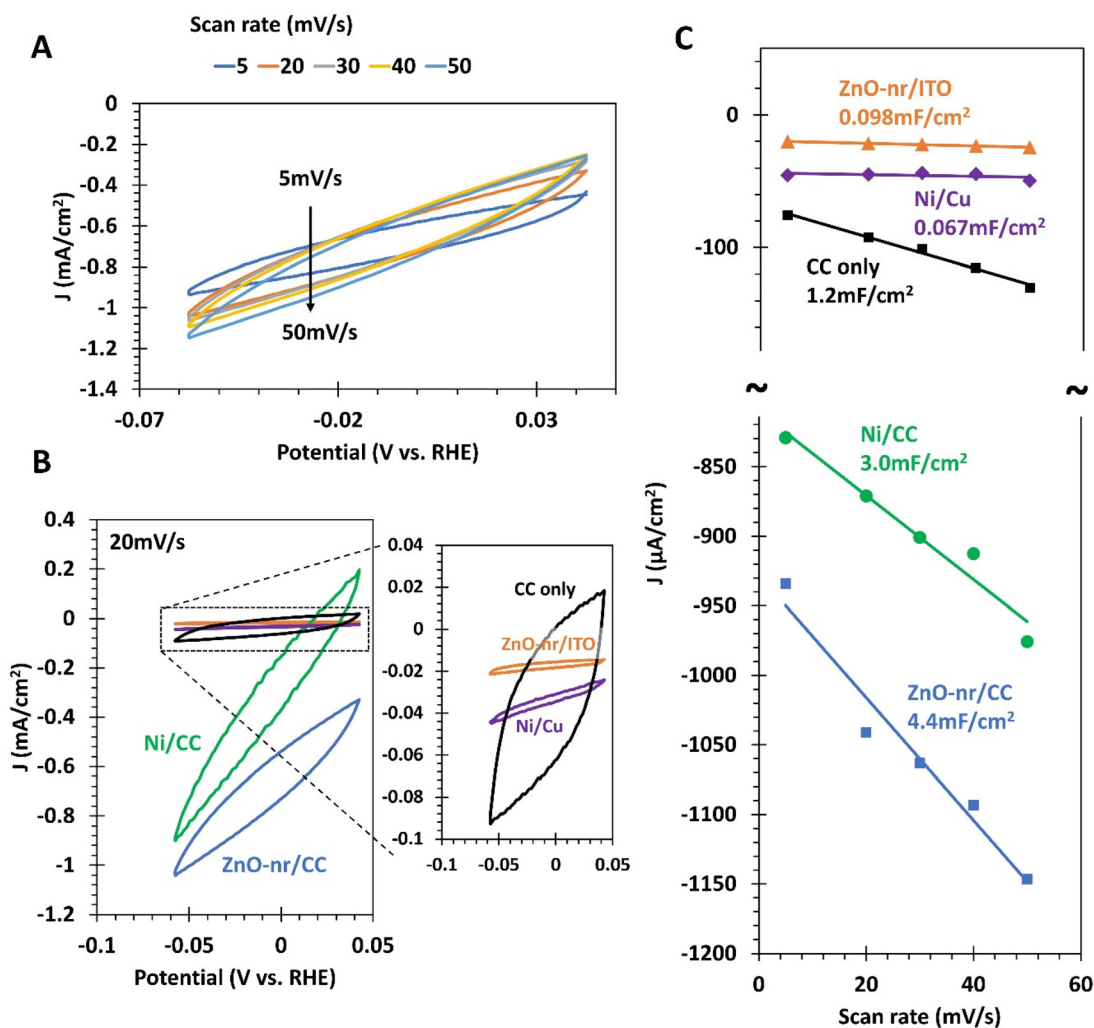 A
Scan rate (mV/s)
5 20 30 40 50
0
-0.2
-0.4
-0.6
-0.8
-1
-1.2
-1.4
J (mA/cm²)
5mV/s
50mV/s
-0.07 -0.02 0.03
Potential (V vs. RHE)
B
20mV/s
0.4
0.2
0
-0.2
-0.4
-0.6
-0.8
-1
-1.2
J (mA/cm²)
Ni/CC
ZnO-nr/CC
-0.1 -0.05 0 0.05
Potential (V vs. RHE)
0.04
0.02
0
-0.02
-0.04
-0.06
-0.08
-0.1
CC only
ZnO-nr/ITO
Ni/Cu
-0.1 -0.05 0 0.05
C
0
-100
ZnO-nr/ITO
0.098mF/cm²
Ni/Cu
0.067mF/cm²
CC only
1.2mF/cm²
~ ~
-850
-900
-950
-1000
-1050
-1100
-1150
-1200
J (µA/cm²)
Ni/CC
3.0mF/cm²
ZnO-nr/CC
4.4mF/cm²
0 20 40 60
Scan rate (mV/s)